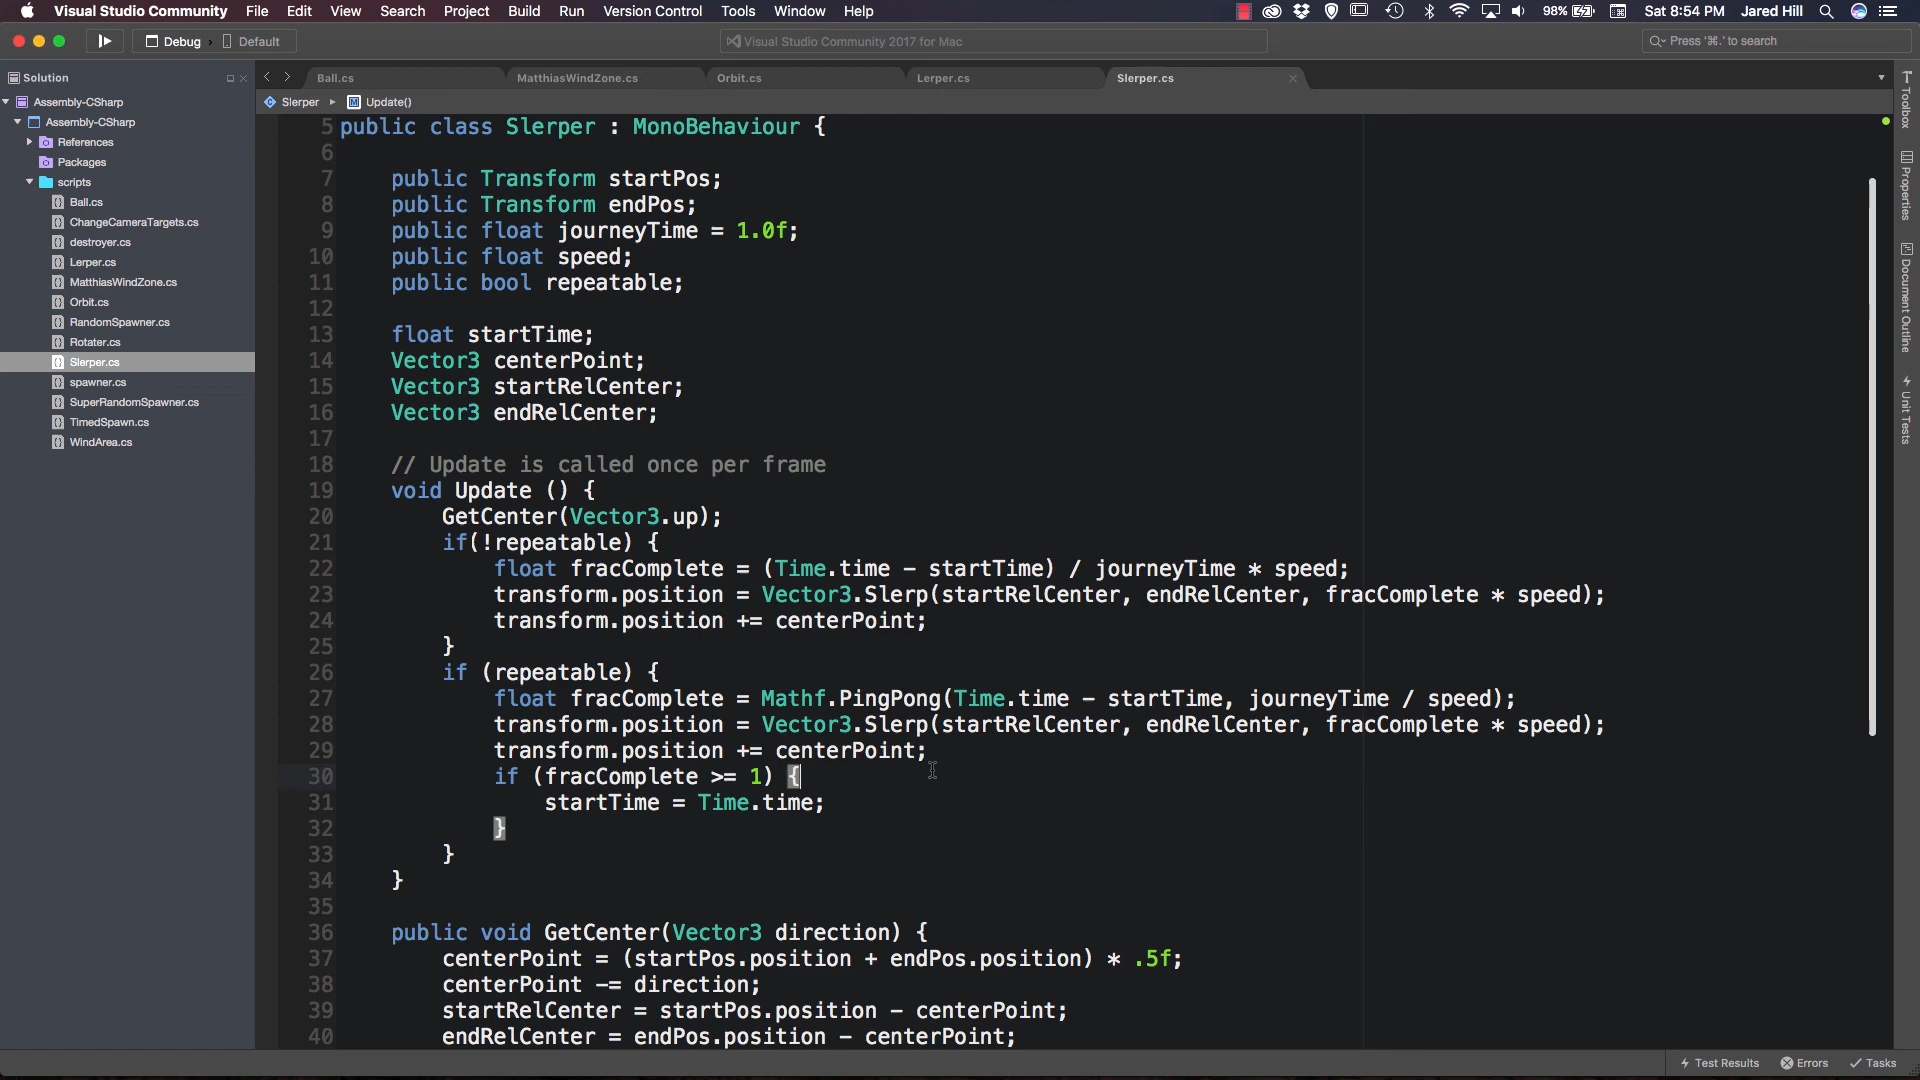 Visual Studio Community File Edit View Search Project Build Run Version Control Tools Window Help 98% Sat 8:54 PM Jared Hill
Debug › Default Visual Studio Community 2017 for Mac Press '⌘.' to search
Solution
Ball.cs MatthiasWindZone.cs Orbit.cs Lerper.cs Slerper.cs
Slerper ▸ Update()
Assembly-CSharp
Assembly-CSharp
References
Packages
scripts
Ball.cs
ChangeCameraTargets.cs
destroyer.cs
Lerper.cs
MatthiasWindZone.cs
Orbit.cs
RandomSpawner.cs
Rotater.cs
Slerper.cs
spawner.cs
SuperRandomSpawner.cs
TimedSpawn.cs
WindArea.cs
5 public class Slerper : MonoBehaviour {
6
7 public Transform startPos;
8 public Transform endPos;
9 public float journeyTime = 1.0f;
10 public float speed;
11 public bool repeatable;
12
13 float startTime;
14 Vector3 centerPoint;
15 Vector3 startRelCenter;
16 Vector3 endRelCenter;
17
18 // Update is called once per frame
19 void Update () {
20 GetCenter(Vector3.up);
21 if(!repeatable) {
22 float fracComplete = (Time.time - startTime) / journeyTime * speed;
23 transform.position = Vector3.Slerp(startRelCenter, endRelCenter, fracComplete * speed);
24 transform.position += centerPoint;
25 }
26 if (repeatable) {
27 float fracComplete = Mathf.PingPong(Time.time - startTime, journeyTime / speed);
28 transform.position = Vector3.Slerp(startRelCenter, endRelCenter, fracComplete * speed);
29 transform.position += centerPoint;
30 if (fracComplete >= 1) {
31 startTime = Time.time;
32 }
33 }
34 }
35
36 public void GetCenter(Vector3 direction) {
37 centerPoint = (startPos.position + endPos.position) * .5f;
38 centerPoint -= direction;
39 startRelCenter = startPos.position - centerPoint;
40 endRelCenter = endPos.position - centerPoint;
Toolbox
Properties
Document Outline
Unit Tests
Test Results Errors Tasks